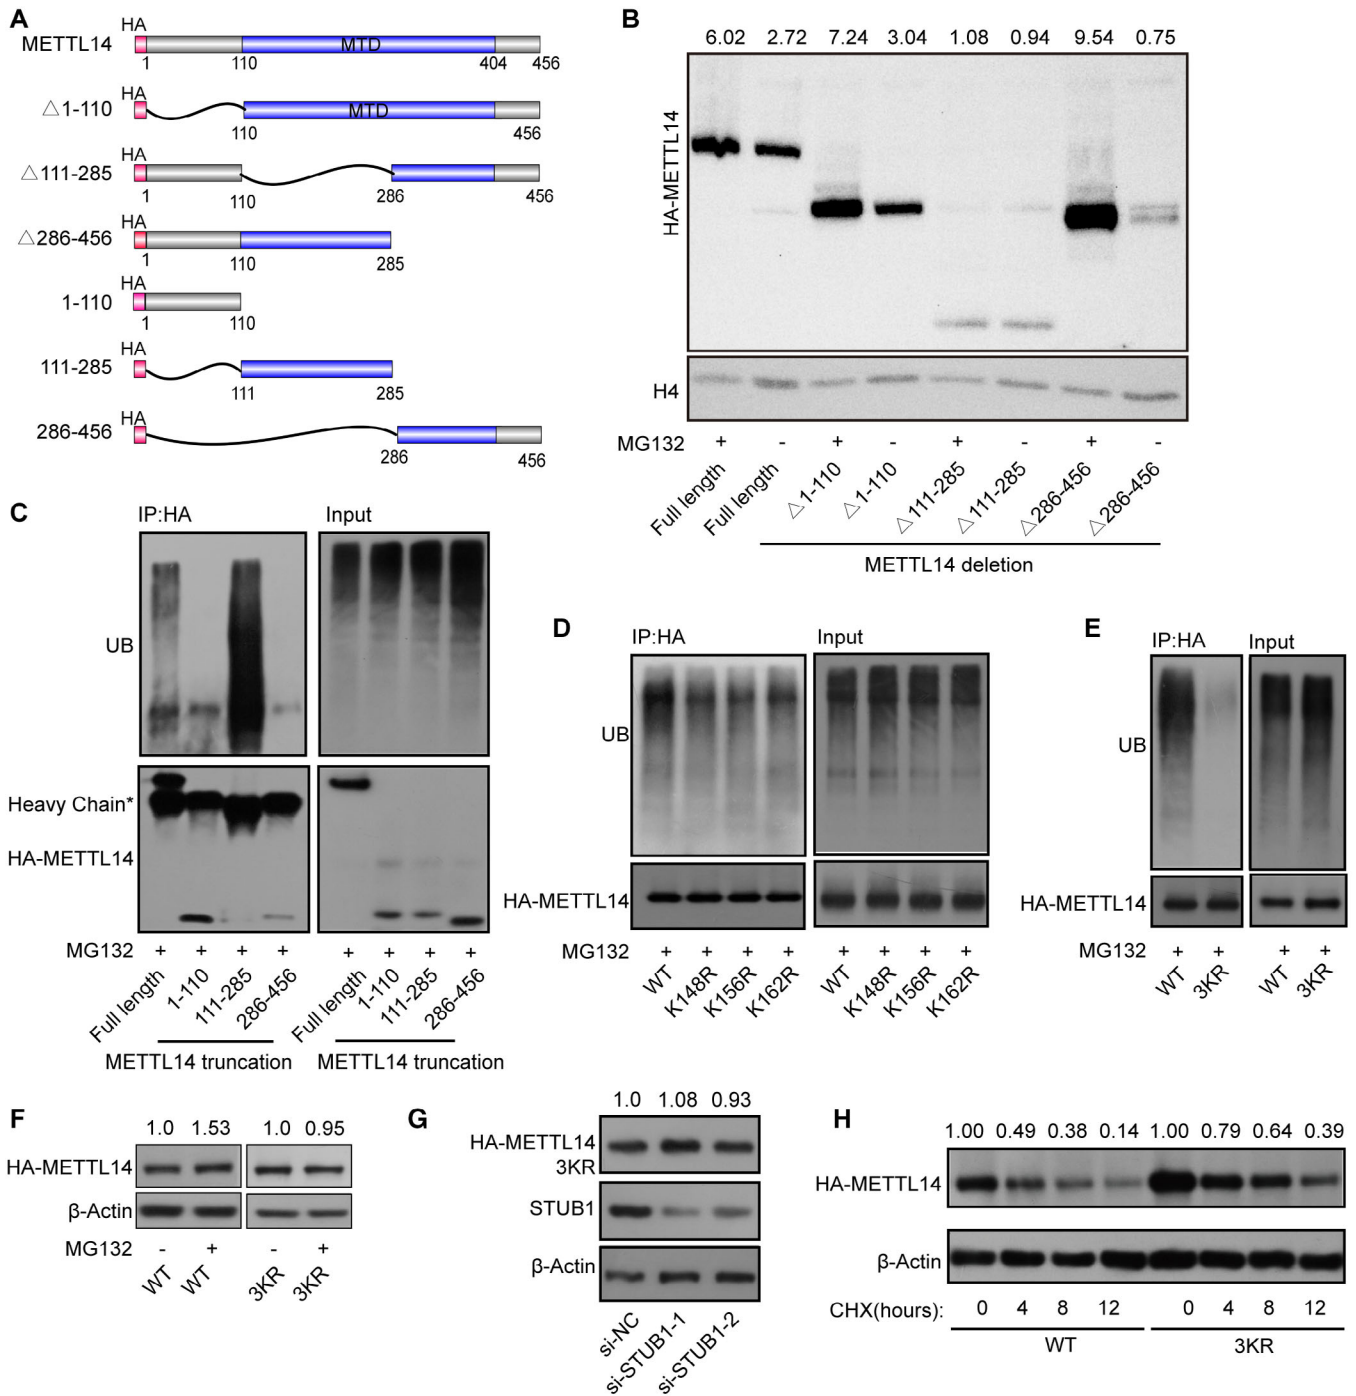 A
HA
METTL14
MTD
1 110 404 456
HA
△1-110
MTD
110 456
HA
△111-285
1 110 286 456
HA
△286-456
1 110 285
HA
1-110
1 110
HA
111-285
111 285
HA
286-456
286 456
B
6.02 2.72 7.24 3.04 1.08 0.94 9.54 0.75
HA-METTL14
H4
MG132 + - + - + - + -
Full length
Full length
△1-110
△1-110
△111-285
△111-285
△286-456
△286-456
METTL14 deletion
C
IP:HA Input
UB
Heavy Chain*
HA-METTL14
MG132 + + + + + + + +
Full length
1-110
111-285
286-456
Full length
1-110
111-285
286-456
METTL14 truncation METTL14 truncation
D
IP:HA Input
UB
HA-METTL14
MG132 + + + + + + + +
WT
K148R
K156R
K162R
WT
K148R
K156R
K162R
E
IP:HA Input
UB
HA-METTL14
MG132 + + + +
WT
3KR
WT
3KR
F
1.0 1.53 1.0 0.95
HA-METTL14
β-Actin
MG132 - + - +
WT
WT
3KR
3KR
G
1.0 1.08 0.93
HA-METTL14
3KR
STUB1
β-Actin
si-NC
si-STUB1-1
si-STUB1-2
H
1.00 0.49 0.38 0.14 1.00 0.79 0.64 0.39
HA-METTL14
β-Actin
CHX(hours): 0 4 8 12 0 4 8 12
WT 3KR